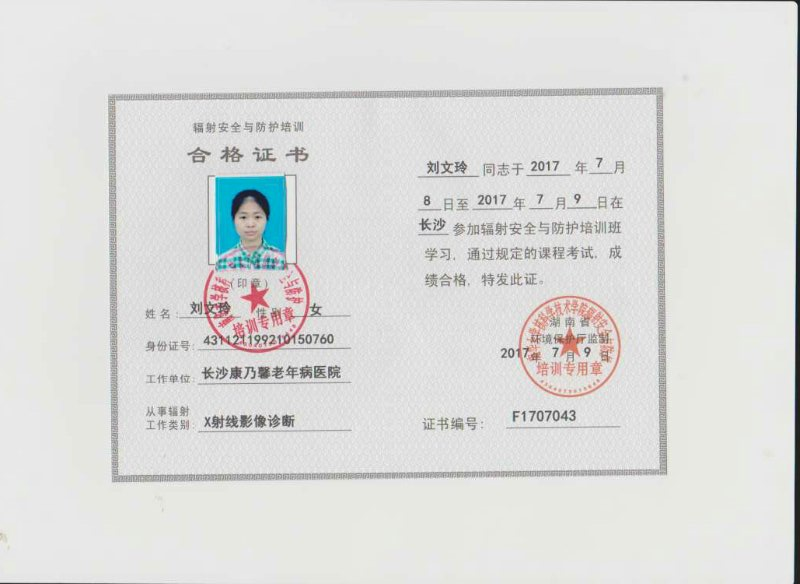 辐射安全与防护培训
合格证书
（印章）
姓名：刘文玲 性别 女
身份证号：431121199210150760
工作单位：长沙康乃馨老年病医院
从事辐射
工作类别：X射线影像诊断
培训专用章
刘文玲 同志于 2017 年 7 月
8 日至 2017 年 7 月 9 日在
长沙 参加辐射安全与防护培训班
学习，通过规定的课程考试，成
绩合格，特发此证。
湖南省
环境保护厅监制
2017 年 7 月 9 日
培训专用章
证书编号：F1707043